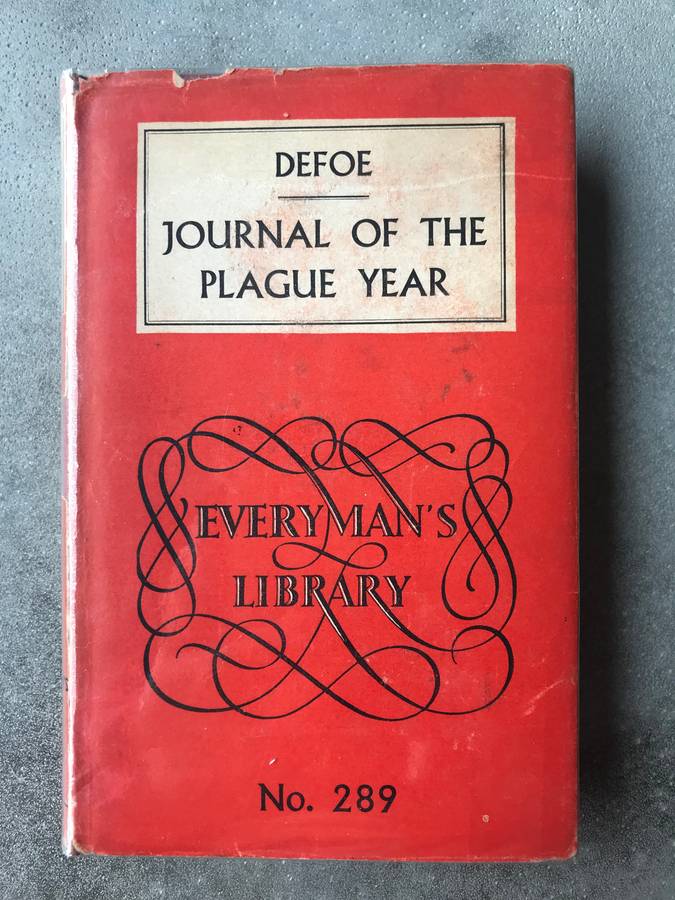 DEFOE
JOURNAL OF THE
PLAGUE YEAR
EVERYMAN'S
LIBRARY
No. 289